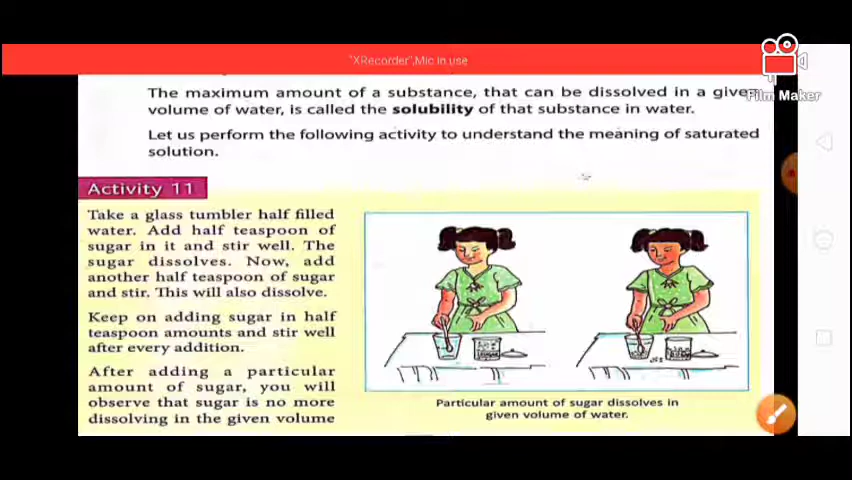 "XRecorder",Mic in use
Film Maker
The maximum amount of a substance, that can be dissolved in a given
volume of water, is called the solubility of that substance in water.
Let us perform the following activity to understand the meaning of saturated
solution.
Activity 11
Take a glass tumbler half filled
water. Add half teaspoon of
sugar in it and stir well. The
sugar dissolves. Now, add
another half teaspoon of sugar
and stir. This will also dissolve.
Keep on adding sugar in half
teaspoon amounts and stir well
after every addition.
After adding a particular
amount of sugar, you will
observe that sugar is no more
dissolving in the given volume
Particular amount of sugar dissolves in
given volume of water.